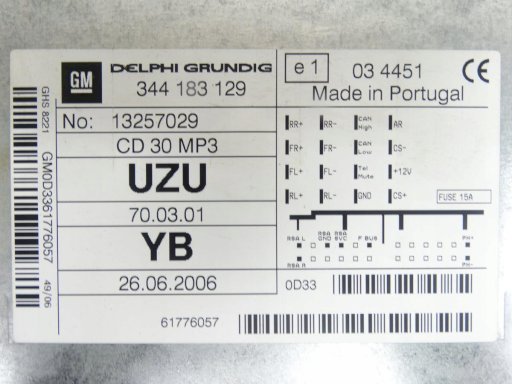 GM
DELPHI GRUNDIG
344 183 129
e 1
03 4451
CE
Made in Portugal
No: 13257029
CD 30 MP3
UZU
70.03.01
YB
26.06.2006
RR+ RR- CAN High AR
FR+ FR- CAN Low CS-
FL+ FL- Tel Mute +12V
RL+ RL- GND CS+
FUSE 15A
RSA L RSA GND RSA 8VC F BUS PH+
RSA R PH-
0D33
61776057
GHS 8221
GM0D3361776057
49/06